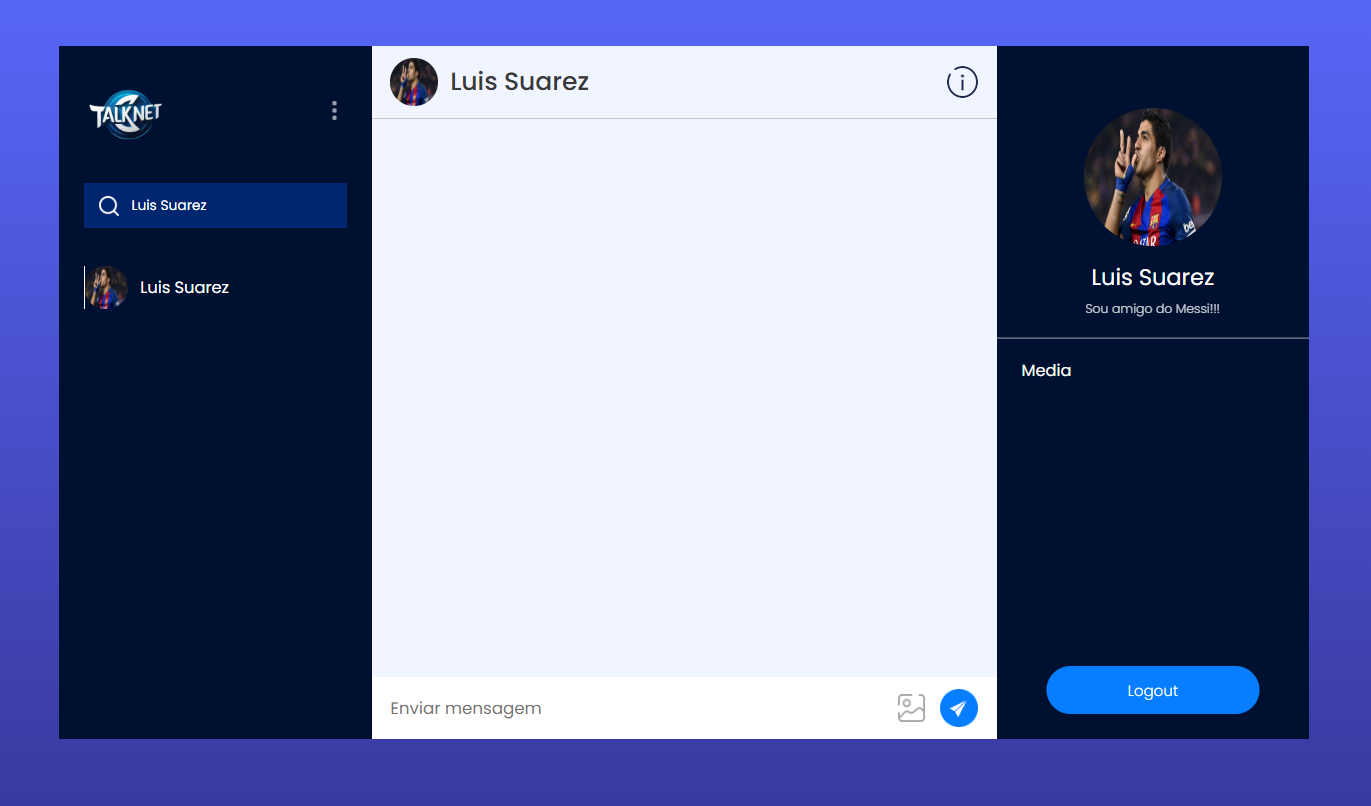 TALKNET
Luis Suarez
Luis Suarez
Luis Suarez
Enviar mensagem
Luis Suarez
Sou amigo do Messi!!!
Media
Logout